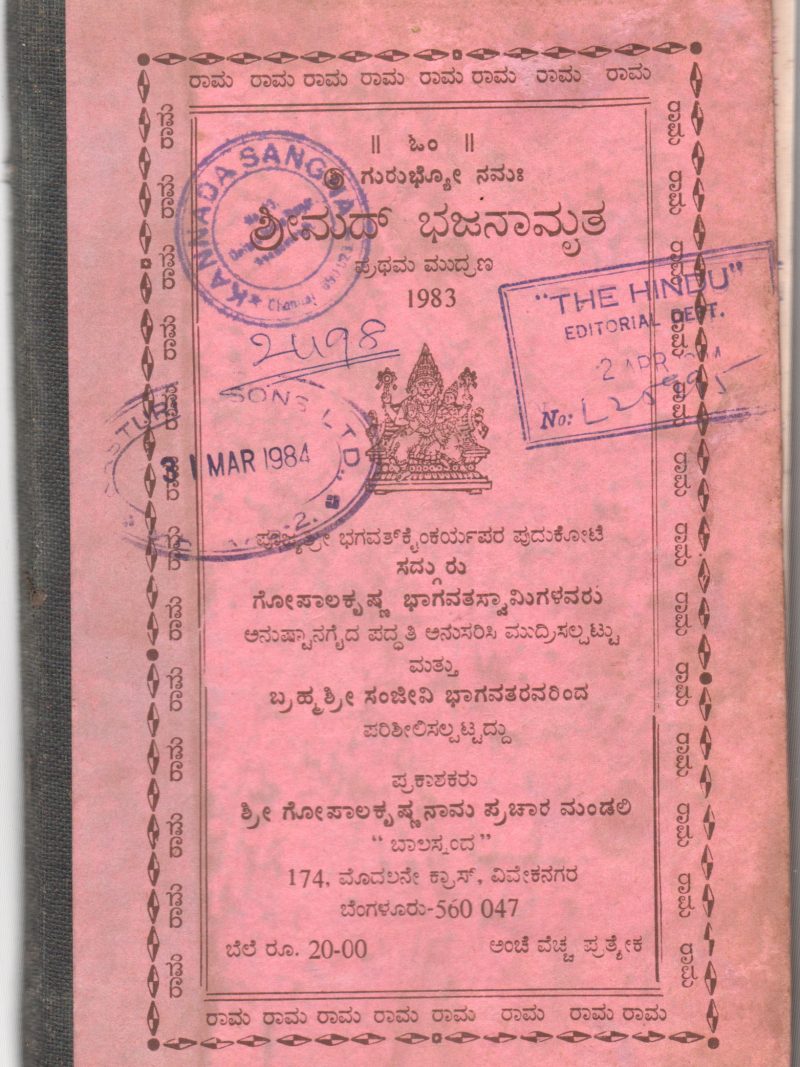 ರಾಮ ರಾಮ ರಾಮ ರಾಮ ರಾಮ ರಾಮ ರಾಮ ರಾಮ
|| ಓಂ ||
ಶ್ರೀ ಗುರುಭ್ಯೋ ನಮಃ
ಶ್ರೀಮದ್ ಭಜನಾಮೃತ
ಪ್ರಥಮ ಮುದ್ರಣ
1983
KANNADA SANGHA
Chennai
"THE HINDU"
EDITORIAL DEPT.
2 APR
No:
SONS LTD.
31 MAR 1984
ಪೂಜ್ಯಶ್ರೀ ಭಗವತ್‌ಕೈಂಕರ್ಯಪರ ಪುದುಕೋಟೆ
ಸದ್ಗುರು
ಗೋಪಾಲಕೃಷ್ಣ ಭಾಗವತಸ್ವಾಮಿಗಳವರು
ಅನುಷ್ಟಾನಗೈದ ಪದ್ಧತಿ ಅನುಸರಿಸಿ ಮುದ್ರಿಸಲ್ಪಟ್ಟು
ಮತ್ತು
ಬ್ರಹ್ಮಶ್ರೀ ಸಂಜೀವಿ ಭಾಗವತರವರಿಂದ
ಪರಿಶೀಲಿಸಲ್ಪಟ್ಟದ್ದು
ಪ್ರಕಾಶಕರು
ಶ್ರೀ ಗೋಪಾಲಕೃಷ್ಣ ನಾಮ ಪ್ರಚಾರ ಮಂಡಲಿ
“ ಬಾಲಸ್ಕಂದ ”
174, ಮೊದಲನೇ ಕ್ರಾಸ್, ವಿವೇಕನಗರ
ಬೆಂಗಳೂರು-560 047
ಬೆಲೆ ರೂ. 20-00 ಅಂಚೆ ವೆಚ್ಚ ಪ್ರತ್ಯೇಕ
ರಾಮ ರಾಮ ರಾಮ ರಾಮ ರಾಮ ರಾಮ ರಾಮ ರಾಮ